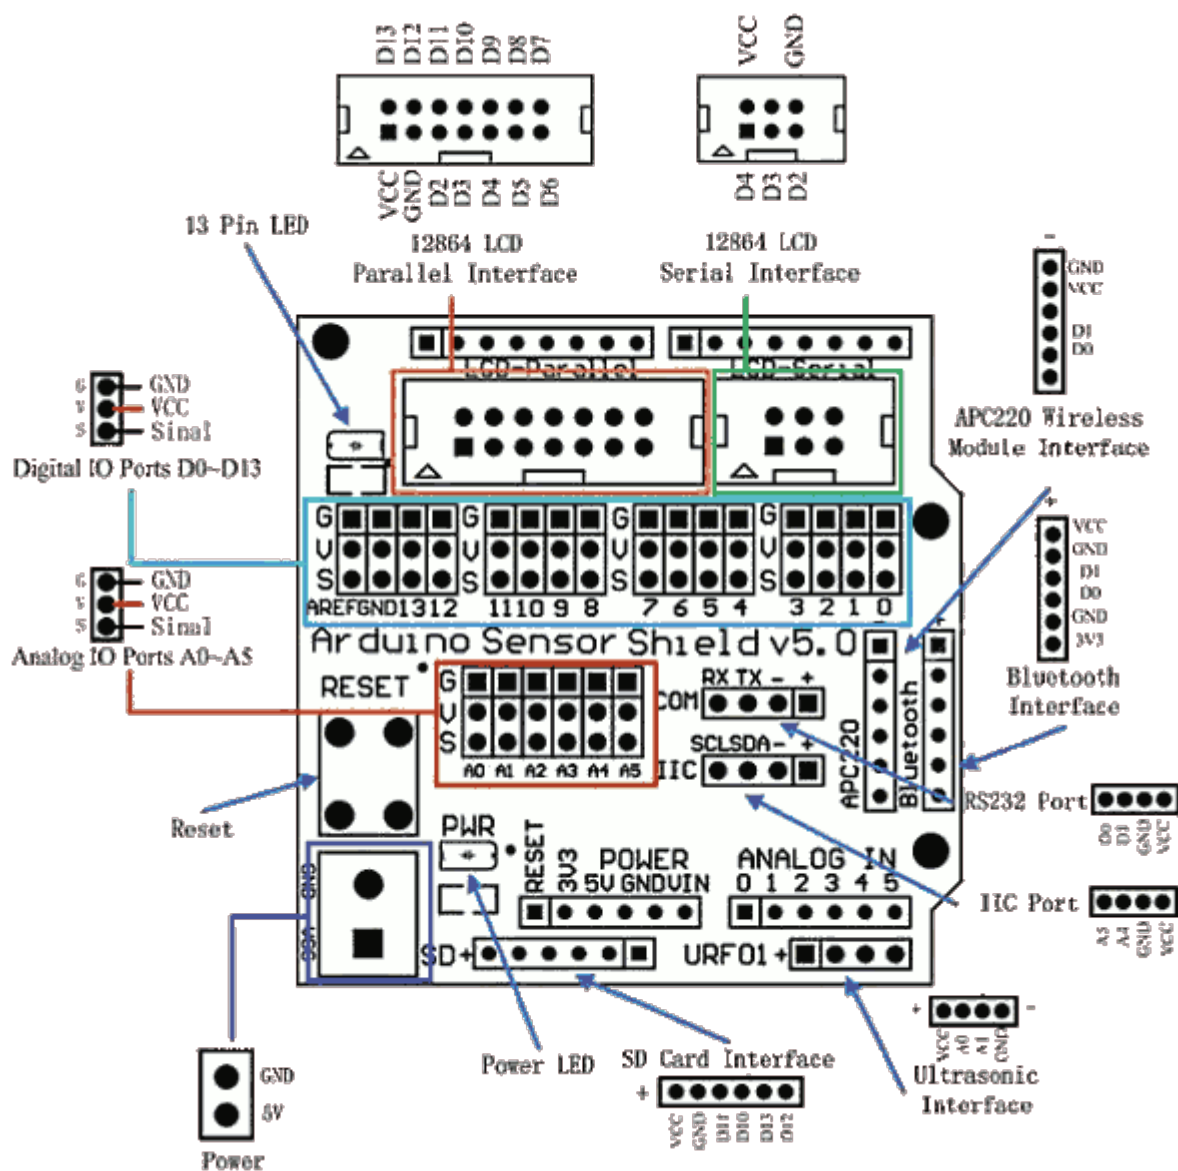 D13 D12 D11 D10 D9 D8 D7
VCC GND
VCC GND D2 D3 D4 D5 D6
D4 D3 D2
13 Pin LED
12864 LCD
Parallel Interface
12864 LCD
Serial Interface
-
GND
VCC
D1
D0
APC220 Wireless
Module Interface
G GND
V VCC
S Sinal
Digital IO Ports D0~D13
LCD-Parallel
LCD-Serial
G G G G
V V V V
S S S S
AREF GND 13 12 11 10 9 8 7 6 5 4 3 2 1 0
Arduino Sensor Shield v5.0
- +
+
VCC
GND
D1
D0
GND
3V3
Bluetooth
Interface
G GND
V VCC
S Sinal
Analog IO Ports A0~A5
RESET
G
V
S
A0 A1 A2 A3 A4 A5
RX TX - +
COM
SCL SDA - +
IIC
APC220
Bluetooth
Reset
RS232 Port
D0 D1 GND VCC
PWR
RESET
POWER
3V3 5V GND VIN
ANALOG IN
0 1 2 3 4 5
IIC Port
A5 A4 GND VCC
GND
SD+
URF01+
GND
5V
Power
Power LED
SD Card Interface
+
VCC GND D11 D10 D13 D12
+ -
VCC A0 A1 GND
Ultrasonic
Interface